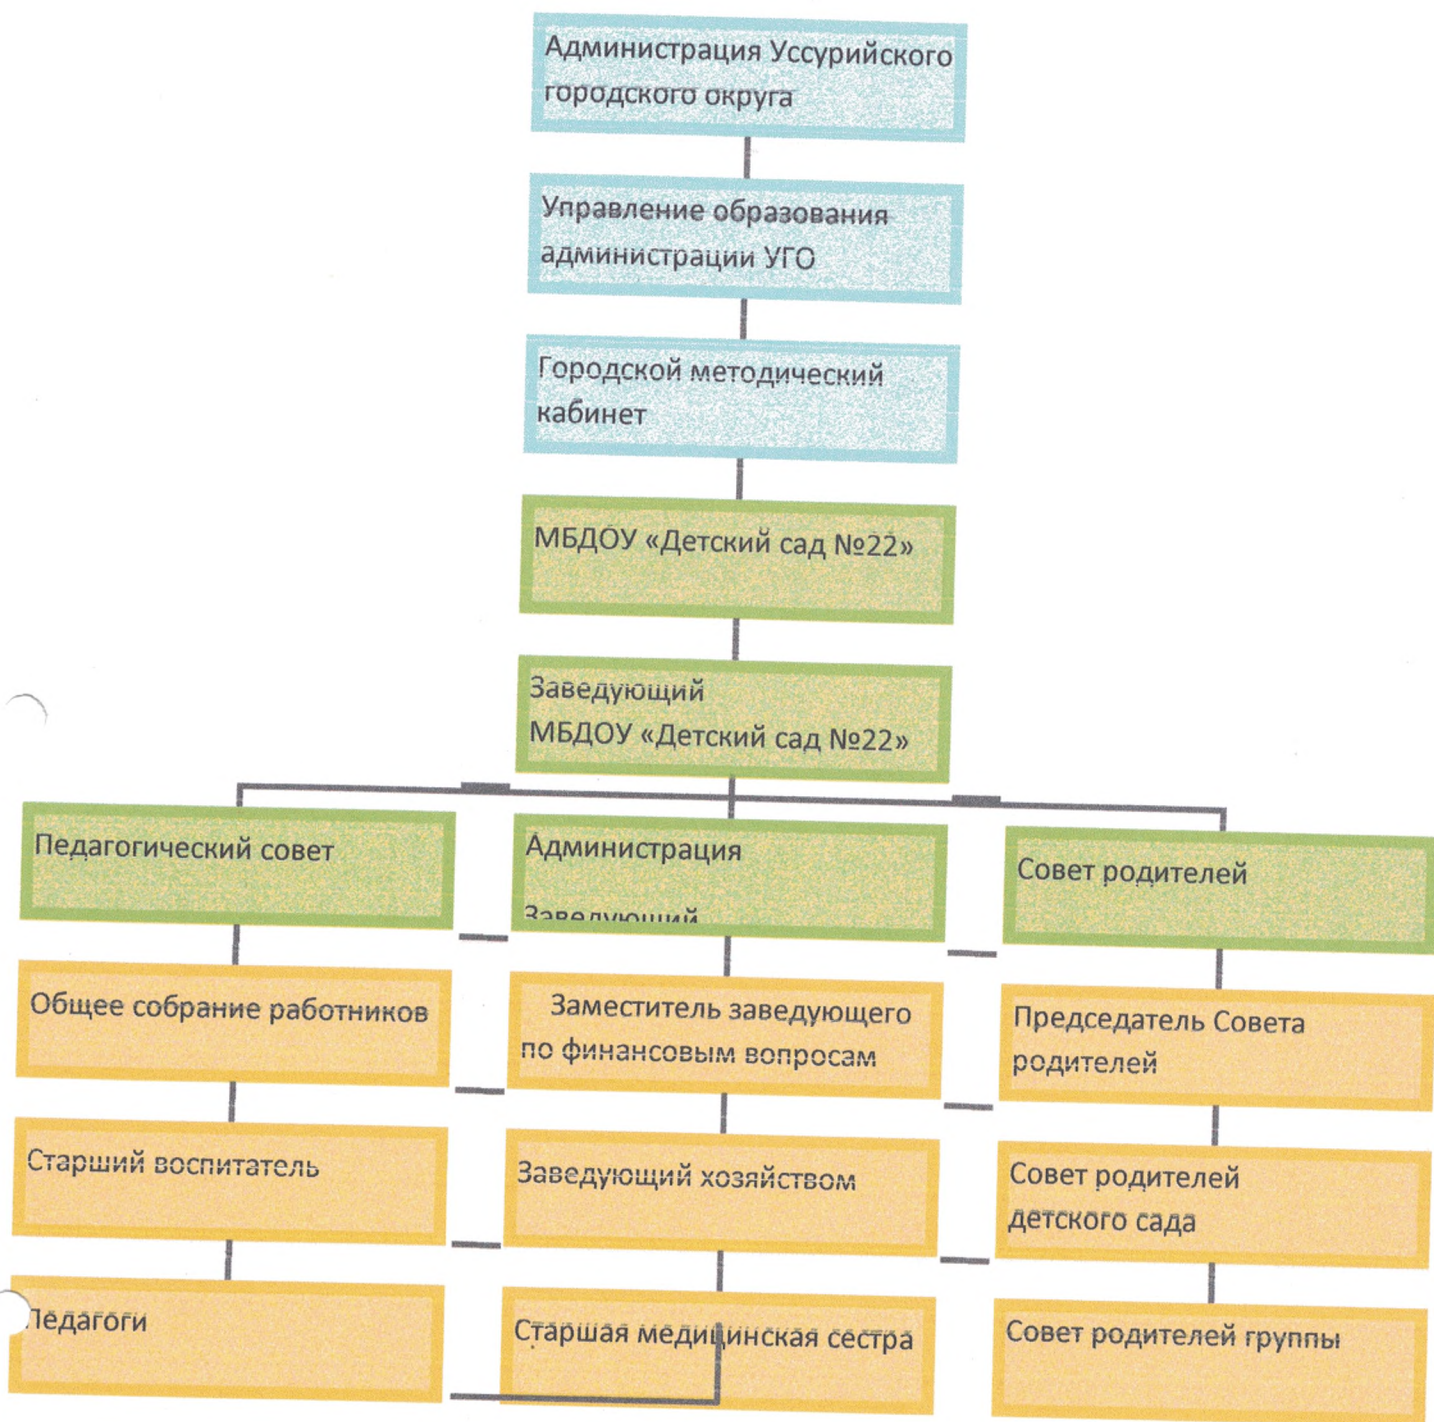 Администрация Уссурийского
городского округа
Управление образования
администрации УГО
Городской методический
кабинет
МБДОУ «Детский сад №22»
Заведующий
МБДОУ «Детский сад №22»
Педагогический совет
Администрация
Заведующий
Совет родителей
Общее собрание работников
Заместитель заведующего
по финансовым вопросам
Председатель Совета
родителей
Старший воспитатель
Заведующий хозяйством
Совет родителей
детского сада
Педагоги
Старшая медицинская сестра
Совет родителей группы